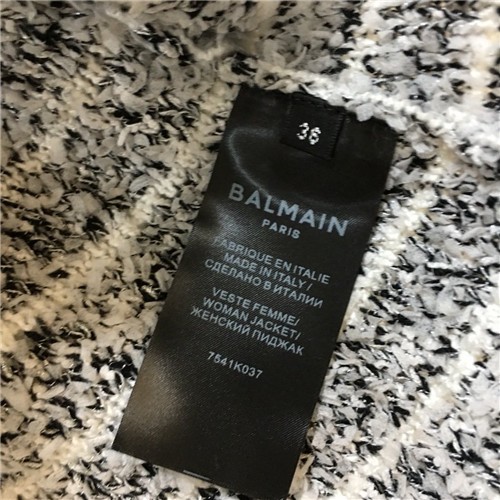 36
BALMAIN
PARIS
FABRIQUE EN ITALIE
MADE IN ITALY/
СДЕЛАНО В ИТАЛИИ
VESTE FEMME/
WOMAN JACKET/
ЖЕНСКИЙ ПИДЖАК
7541K037